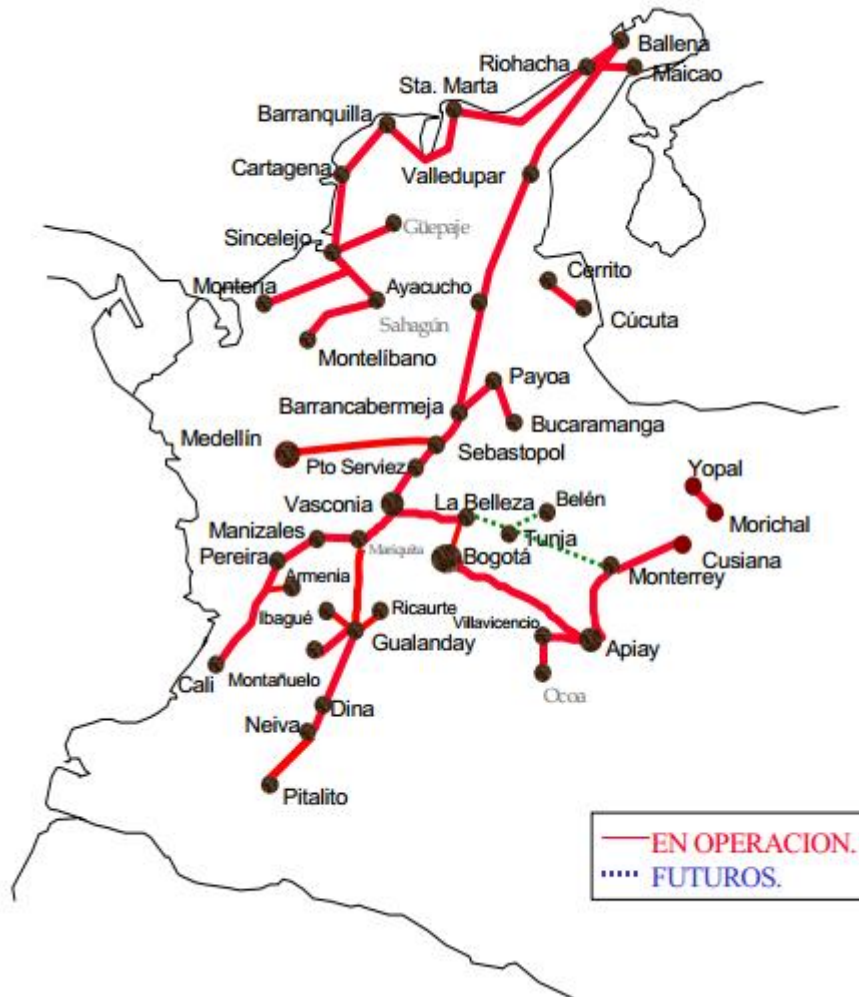 Ballena
Riohacha
Maicao
Sta. Marta
Barranquilla
Cartagena
Valledupar
Güepaje
Sincelejo
Cerrito
Montería
Ayacucho
Sahagún
Cúcuta
Montelíbano
Payoa
Barrancabermeja
Bucaramanga
Medellín
Sebastopol
Pto Serviez
Yopal
Vasconia
La Belleza
Belén
Morichal
Manizales
Tunja
Mariquita
Pereira
Bogotá
Cusiana
Armenia
Monterrey
Ibagué
Ricaurte
Villavicencio
Gualanday
Apiay
Cali
Montañuelo
Ocoa
Dina
Neiva
Pitalito
EN OPERACION.
FUTUROS.